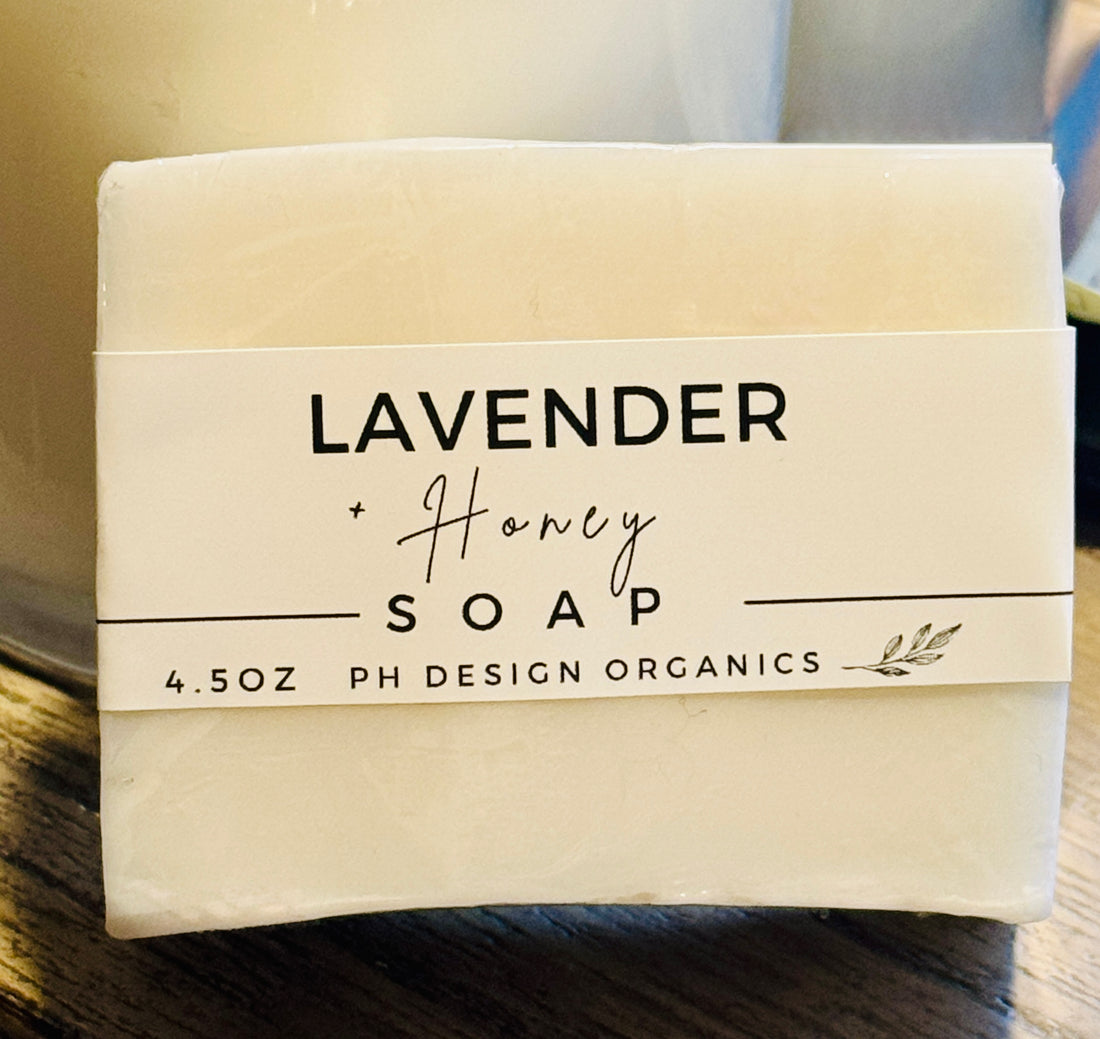 LAVENDER
+ Honey
SOAP
4.5OZ PH DESIGN ORGANICS